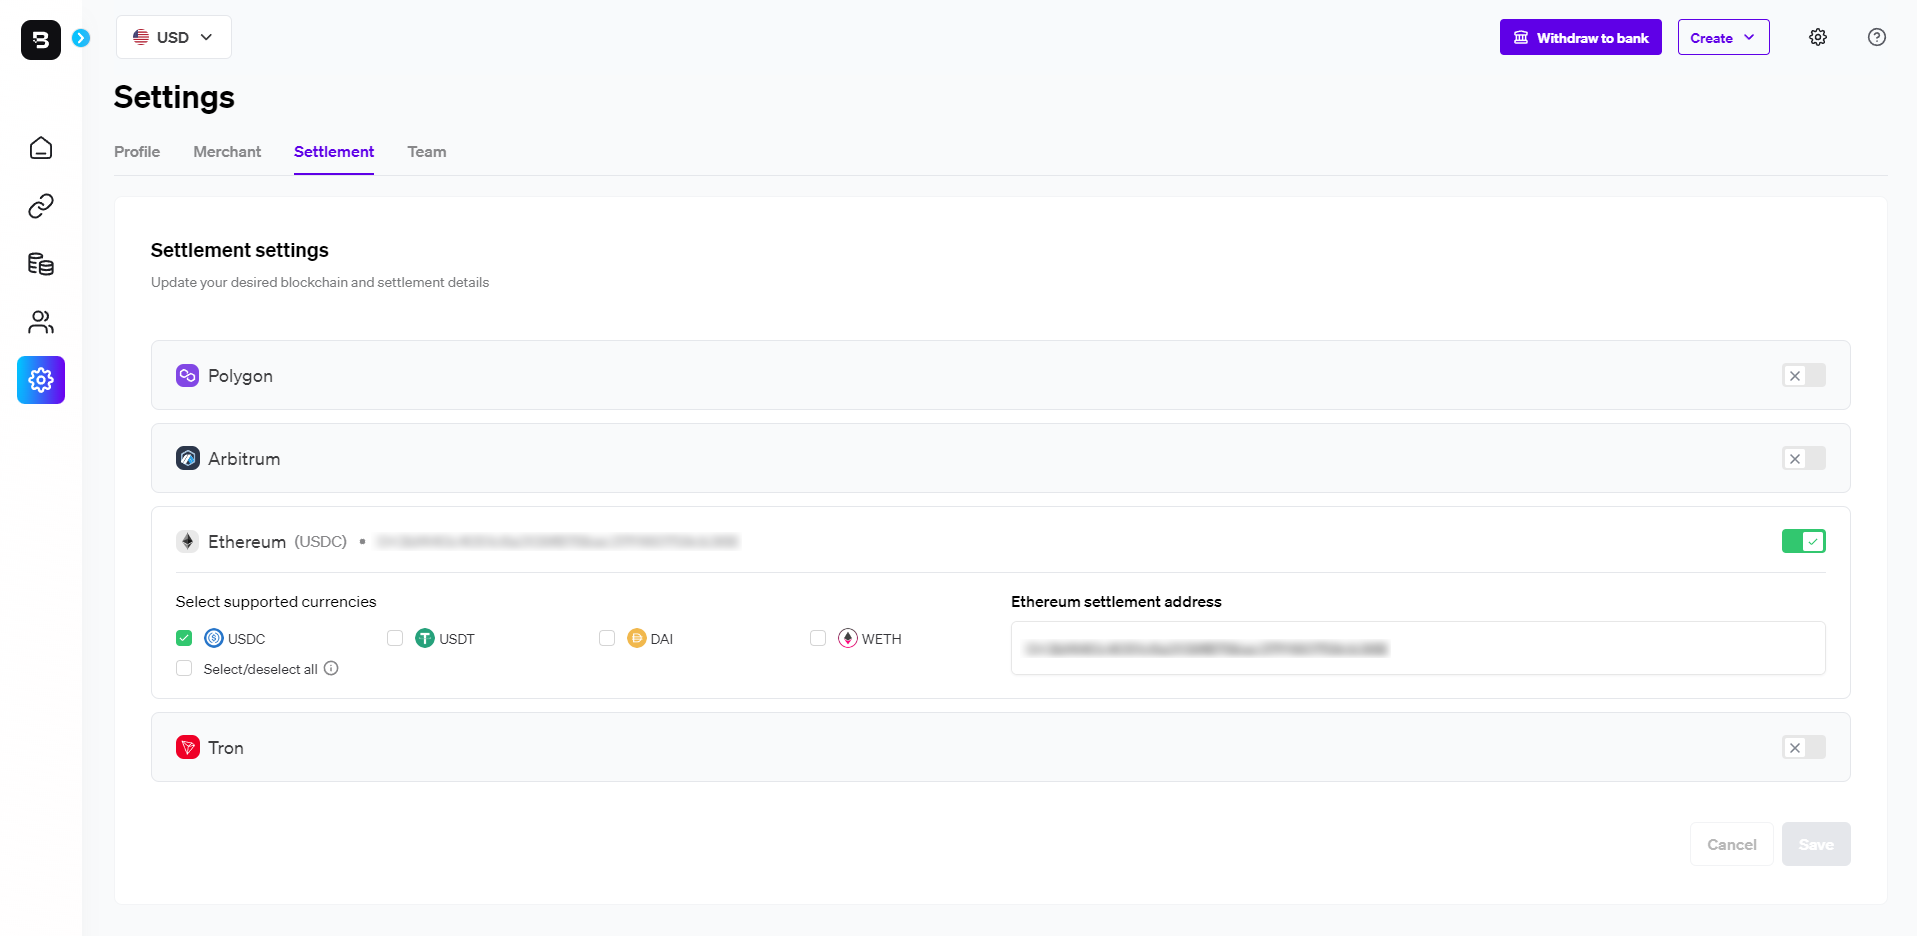 USD
Withdraw to bank
Create
Settings
Profile Merchant Settlement Team
Settlement settings
Update your desired blockchain and settlement details
Polygon
Arbitrum
Ethereum (USDC) •
Select supported currencies
USDC USDT DAI WETH
Select/deselect all
Ethereum settlement address
Tron
Cancel Save